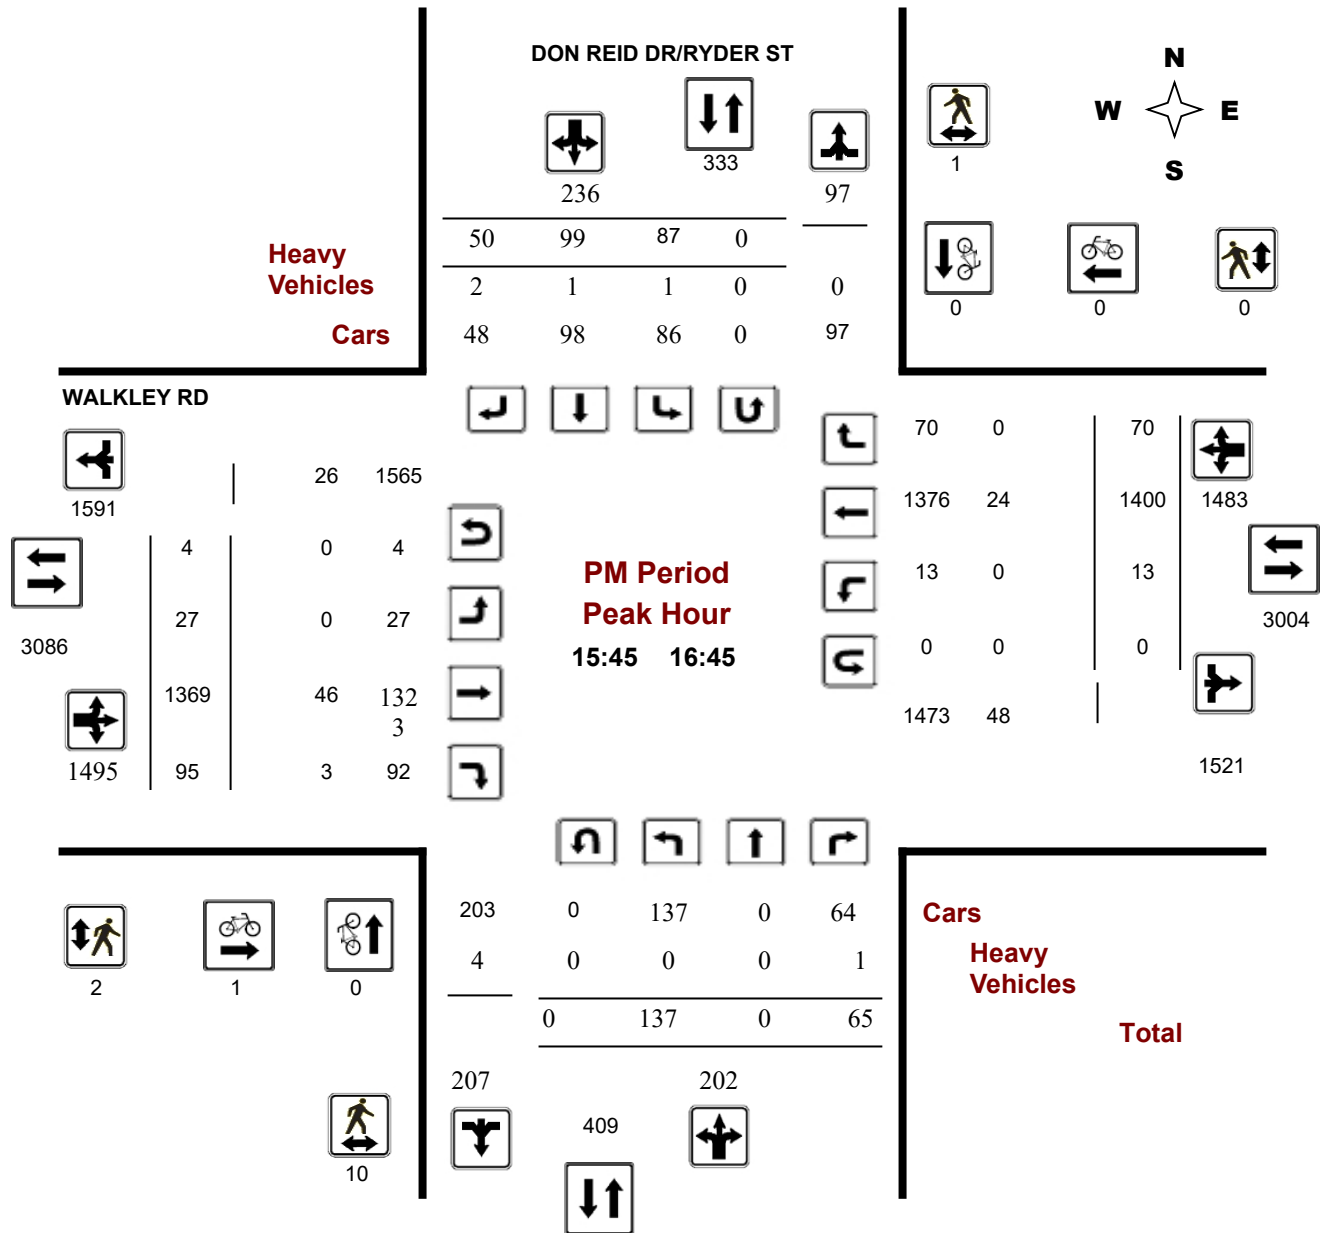 DON REID DR/RYDER ST
N
W E
S
333
236
97
1
50 99 87 0
Heavy
Vehicles
2 1 1 0 0
0 0 0
Cars
48 98 86 0 97
WALKLEY RD
70 0 70
26 1565
1591
1376 24 1400 1483
4 0 4
PM Period
13 0 13
27 0 27
Peak Hour
3004
3086
15:45 16:45
0 0 0
1369 46 132
3
1473 48
1495 95 3 92
1521
203 0 137 0 64
Cars
4 0 0 0 1
Heavy
Vehicles
2 1 0
0 137 0 65
Total
207 202
409
10